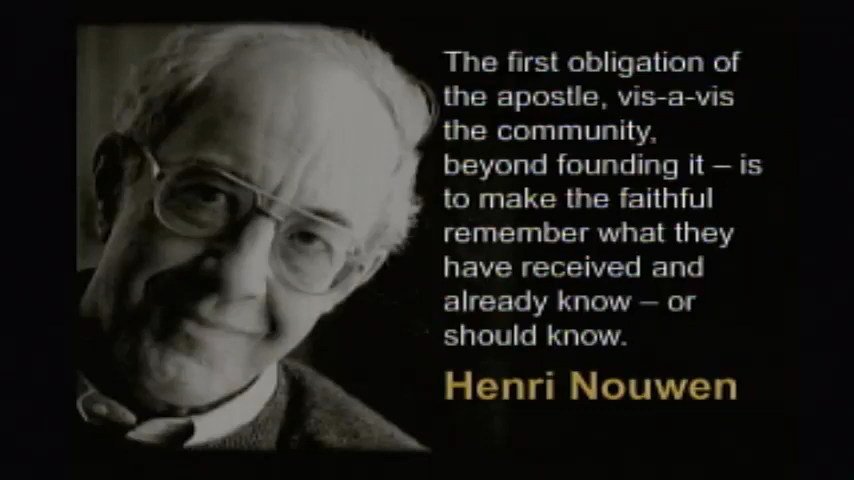 The first obligation of
the apostle, vis-a-vis
the community,
beyond founding it – is
to make the faithful
remember what they
have received and
already know – or
should know.
Henri Nouwen